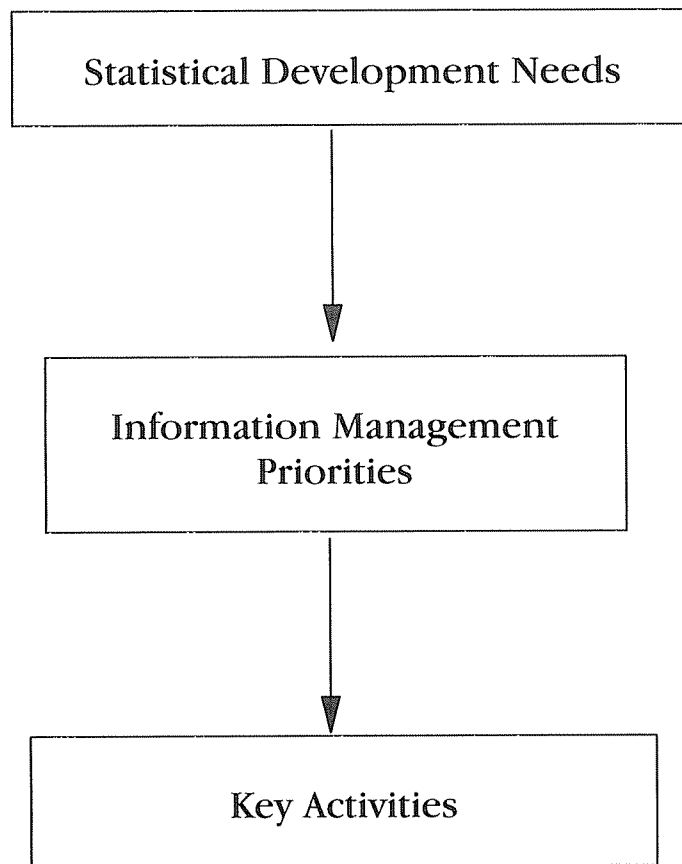 Statistical Development Needs
Information Management
Priorities
Key Activities